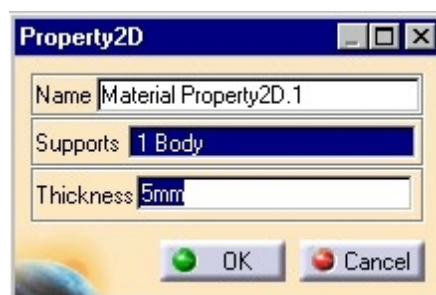 Property2D
Name Material Property2D.1
Supports 1 Body
Thickness 5mm
OK Cancel